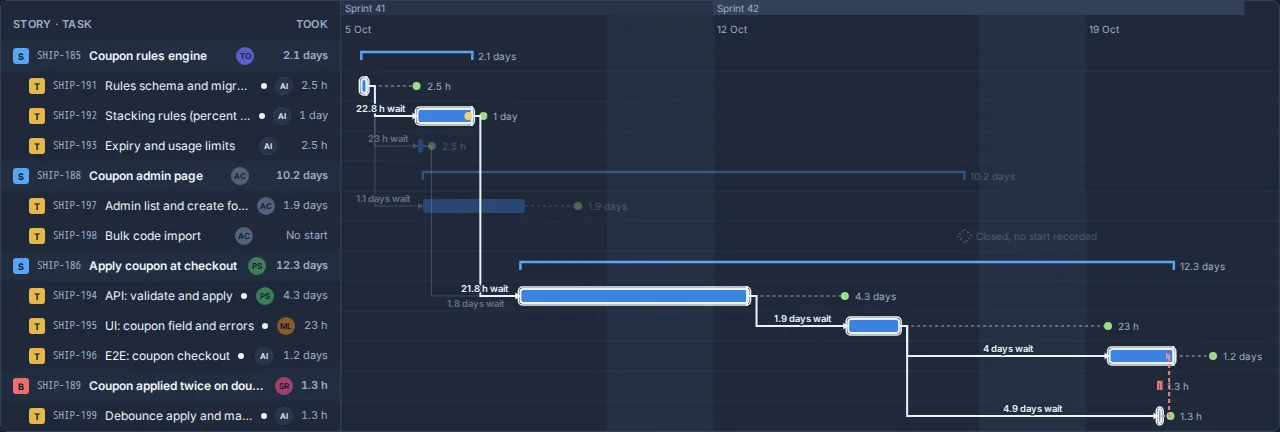 Sprint 41 Sprint 42
STORY · TASK TOOK 5 Oct 12 Oct 19 Oct
S SHIP-185 Coupon rules engine TO 2.1 days 2.1 days
T SHIP-191 Rules schema and migr... AI 2.5 h 2.5 h
22.8 h wait
T SHIP-192 Stacking rules (percent ... AI 1 day 1 day
23 h wait
T SHIP-193 Expiry and usage limits AI 2.5 h 2.5 h
S SHIP-188 Coupon admin page AC 10.2 days 10.2 days
1.1 days wait
T SHIP-197 Admin list and create fo... AC 1.9 days 1.9 days
T SHIP-198 Bulk code import AC No start Closed, no start recorded
S SHIP-186 Apply coupon at checkout PS 12.3 days 12.3 days
21.8 h wait
T SHIP-194 API: validate and apply PS 4.3 days 4.3 days
1.8 days wait
1.9 days wait
T SHIP-195 UI: coupon field and errors ML 23 h 23 h
4 days wait
T SHIP-196 E2E: coupon checkout AI 1.2 days 1.2 days
B SHIP-189 Coupon applied twice on dou... SR 1.3 h 1.3 h
4.9 days wait
T SHIP-199 Debounce apply and ma... AI 1.3 h 1.3 h